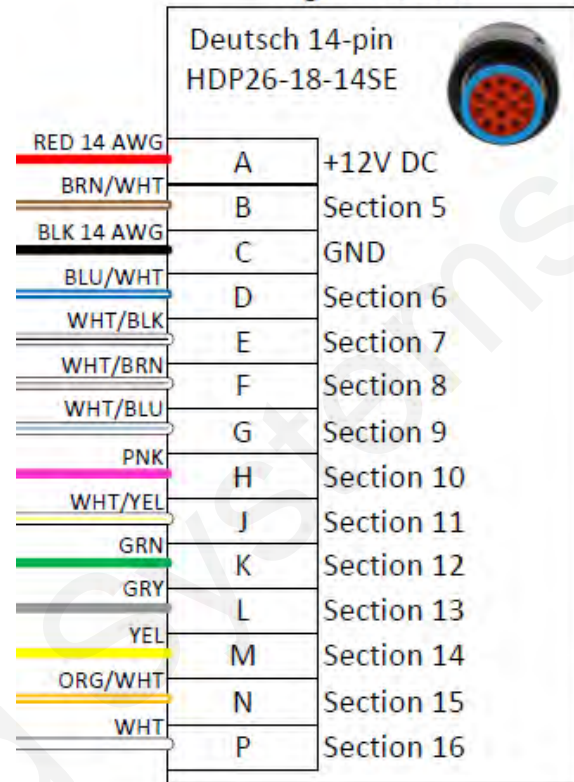 Deutsch 14-pin
HDP26-18-14SE
RED 14 AWG A +12V DC
BRN/WHT B Section 5
BLK 14 AWG C GND
BLU/WHT D Section 6
WHT/BLK E Section 7
WHT/BRN F Section 8
WHT/BLU G Section 9
PNK H Section 10
WHT/YEL J Section 11
GRN K Section 12
GRY L Section 13
YEL M Section 14
ORG/WHT N Section 15
WHT P Section 16